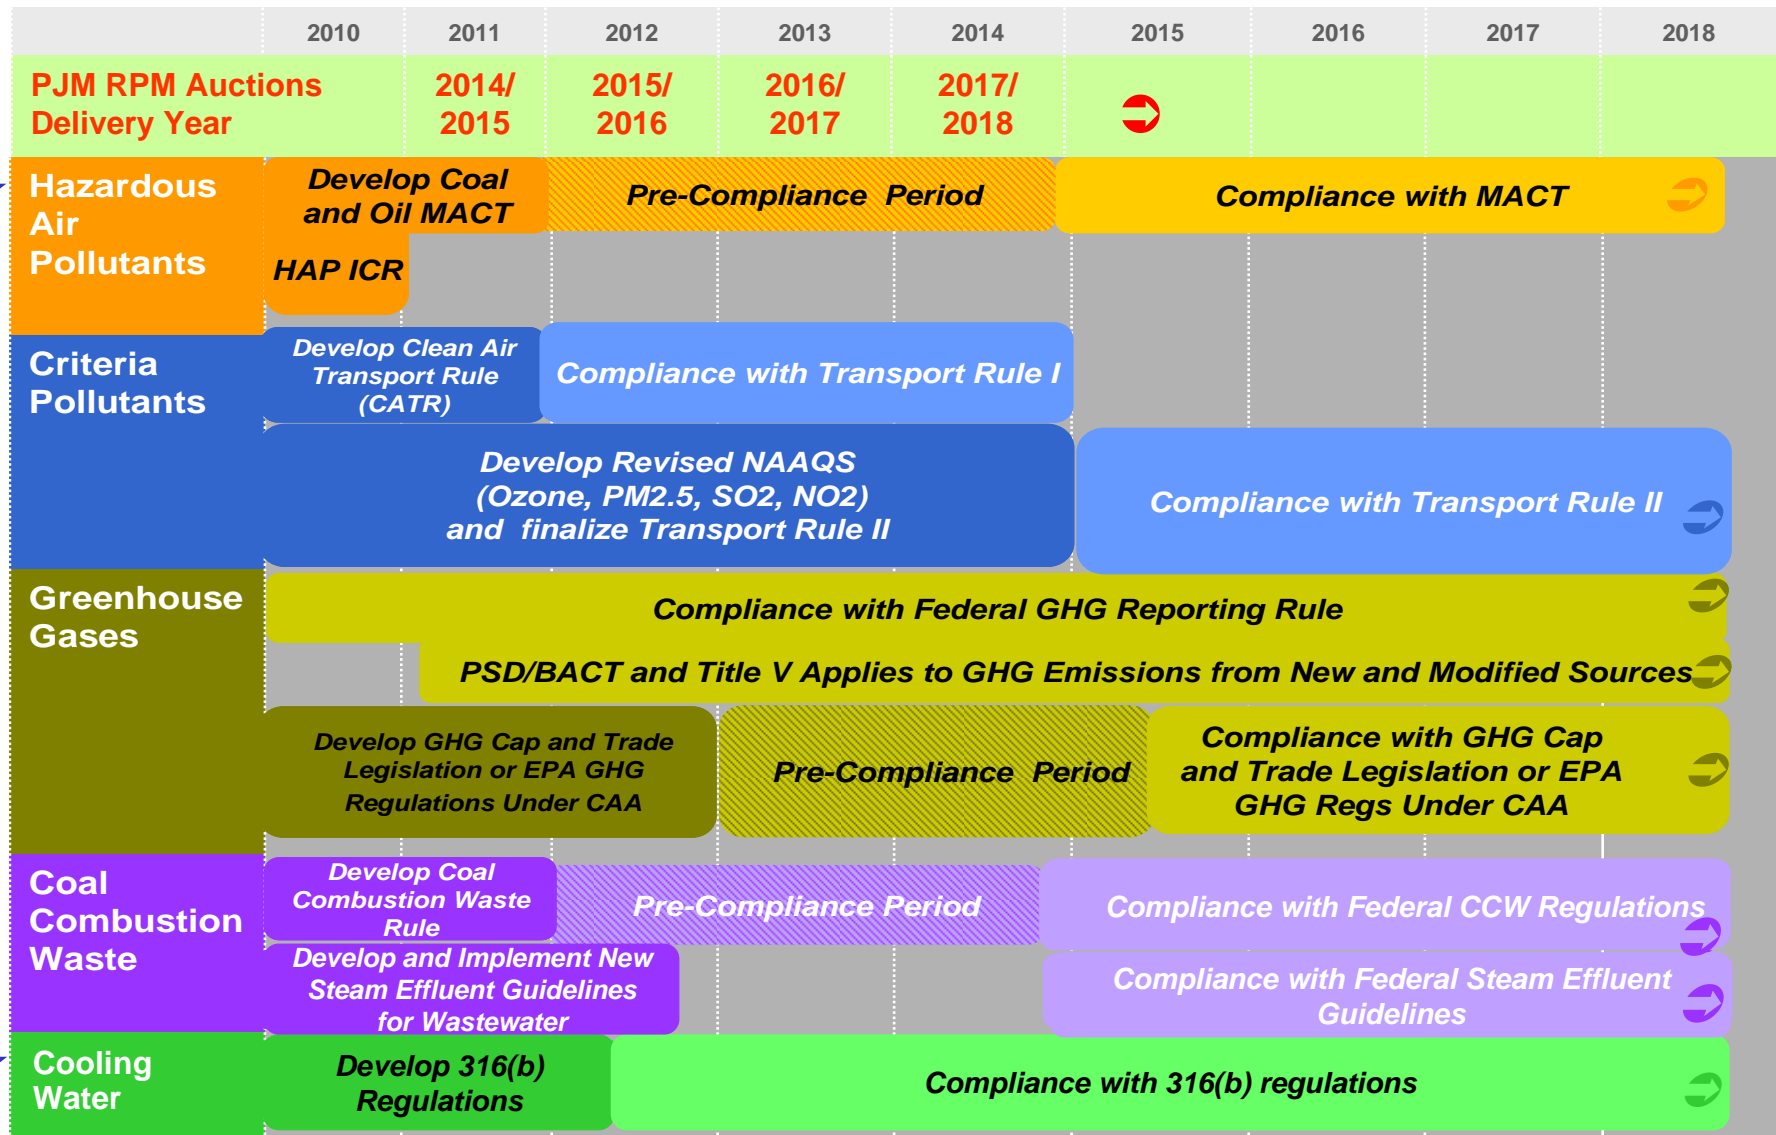 2010 2011 2012 2013 2014 2015 2016 2017 2018
PJM RPM Auctions
Delivery Year
2014/
2015
2015/
2016
2016/
2017
2017/
2018
Hazardous
Air
Pollutants
Develop Coal
and Oil MACT
Pre-Compliance Period
Compliance with MACT
HAP ICR
Criteria
Pollutants
Develop Clean Air
Transport Rule
(CATR)
Compliance with Transport Rule I
Develop Revised NAAQS
(Ozone, PM2.5, SO2, NO2)
and finalize Transport Rule II
Compliance with Transport Rule II
Greenhouse
Gases
Compliance with Federal GHG Reporting Rule
PSD/BACT and Title V Applies to GHG Emissions from New and Modified Sources
Develop GHG Cap and Trade
Legislation or EPA GHG
Regulations Under CAA
Pre-Compliance Period
Compliance with GHG Cap
and Trade Legislation or EPA
GHG Regs Under CAA
Coal
Combustion
Waste
Develop Coal
Combustion Waste
Rule
Pre-Compliance Period
Compliance with Federal CCW Regulations
Develop and Implement New
Steam Effluent Guidelines
for Wastewater
Compliance with Federal Steam Effluent
Guidelines
Cooling
Water
Develop 316(b)
Regulations
Compliance with 316(b) regulations